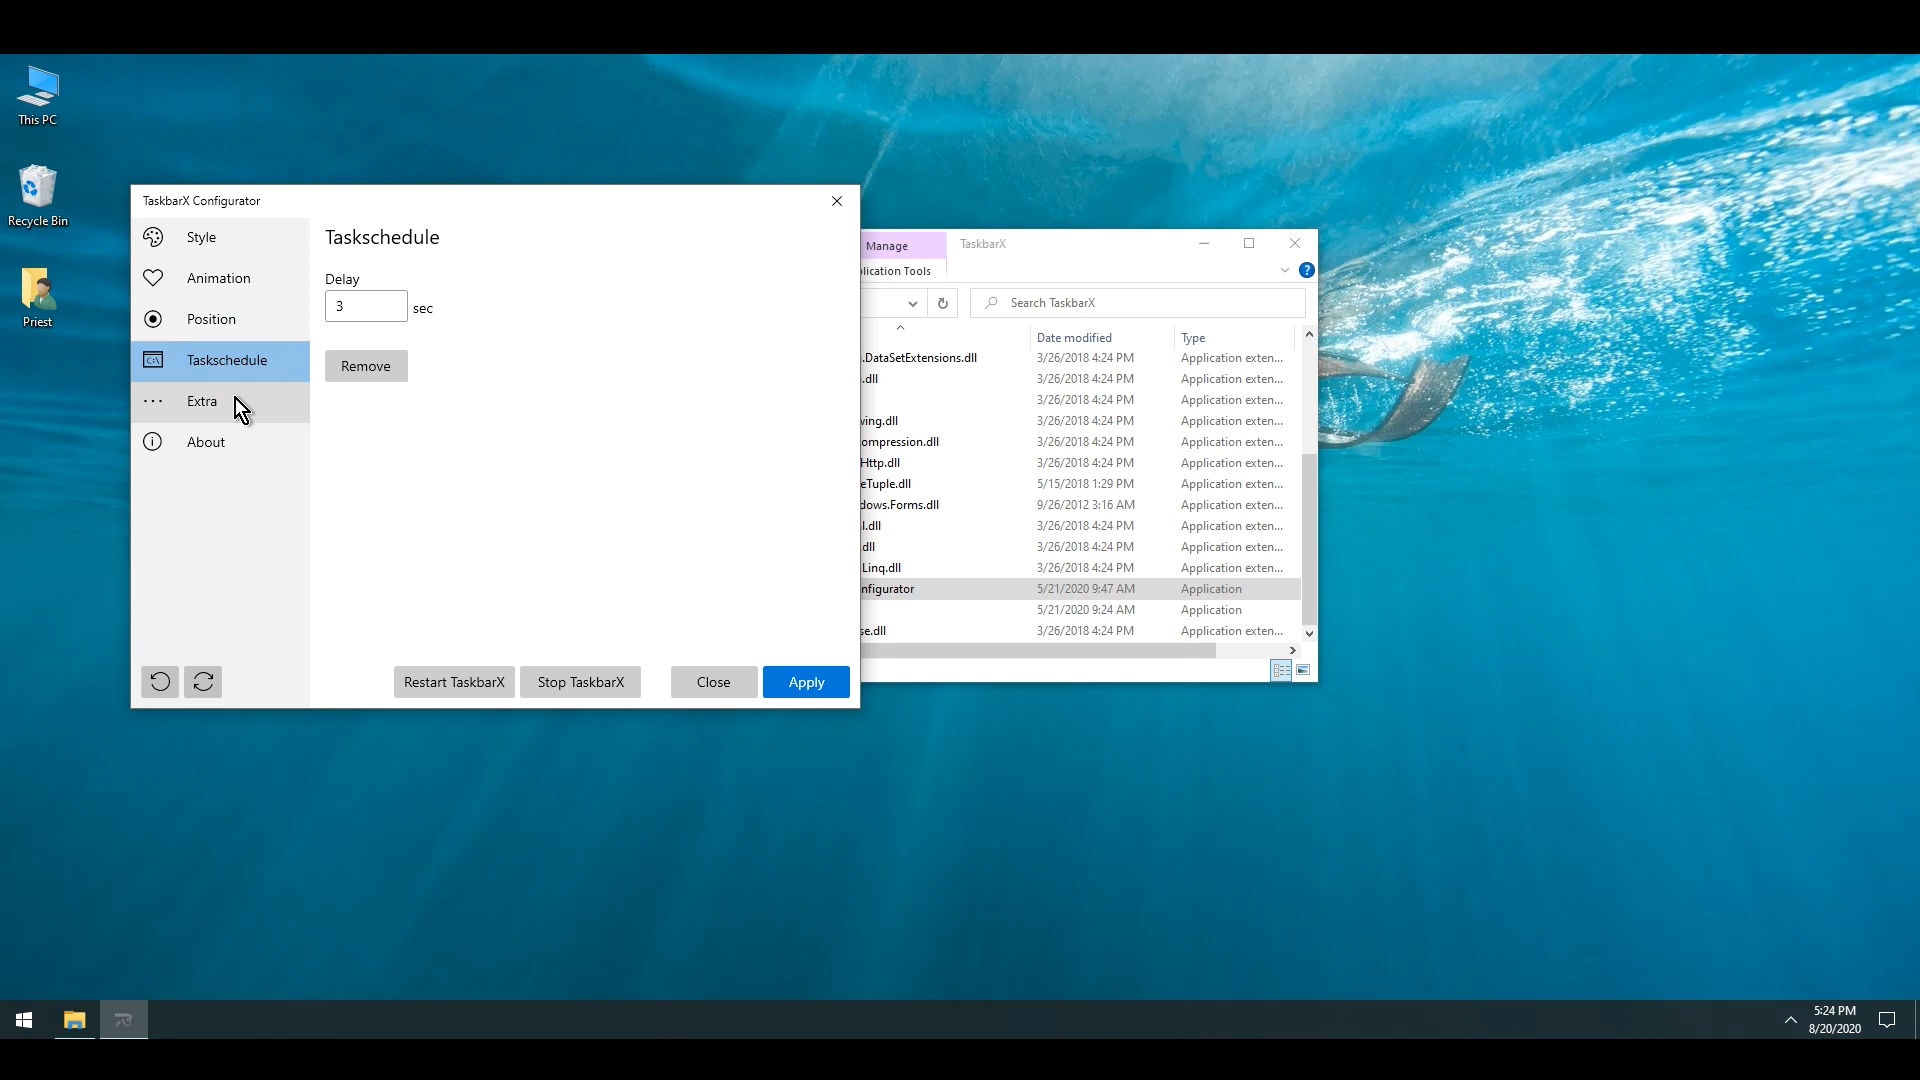 This PC
Recycle Bin
Priest
TaskbarX Configurator
Style
Animation
Position
Taskschedule
Extra
About
Taskschedule
Delay
3 sec
Remove
Restart TaskbarX Stop TaskbarX Close Apply
Manage TaskbarX
lication Tools
Search TaskbarX
Date modified Type
.DataSetExtensions.dll 3/26/2018 4:24 PM Application exten...
.dll 3/26/2018 4:24 PM Application exten...
3/26/2018 4:24 PM Application exten...
ving.dll 3/26/2018 4:24 PM Application exten...
ompression.dll 3/26/2018 4:24 PM Application exten...
Http.dll 3/26/2018 4:24 PM Application exten...
eTuple.dll 5/15/2018 1:29 PM Application exten...
dows.Forms.dll 9/26/2012 3:16 AM Application exten...
l.dll 3/26/2018 4:24 PM Application exten...
.dll 3/26/2018 4:24 PM Application exten...
.Linq.dll 3/26/2018 4:24 PM Application exten...
nfigurator 5/21/2020 9:47 AM Application
5/21/2020 9:24 AM Application
se.dll 3/26/2018 4:24 PM Application exten...
5:24 PM
8/20/2020